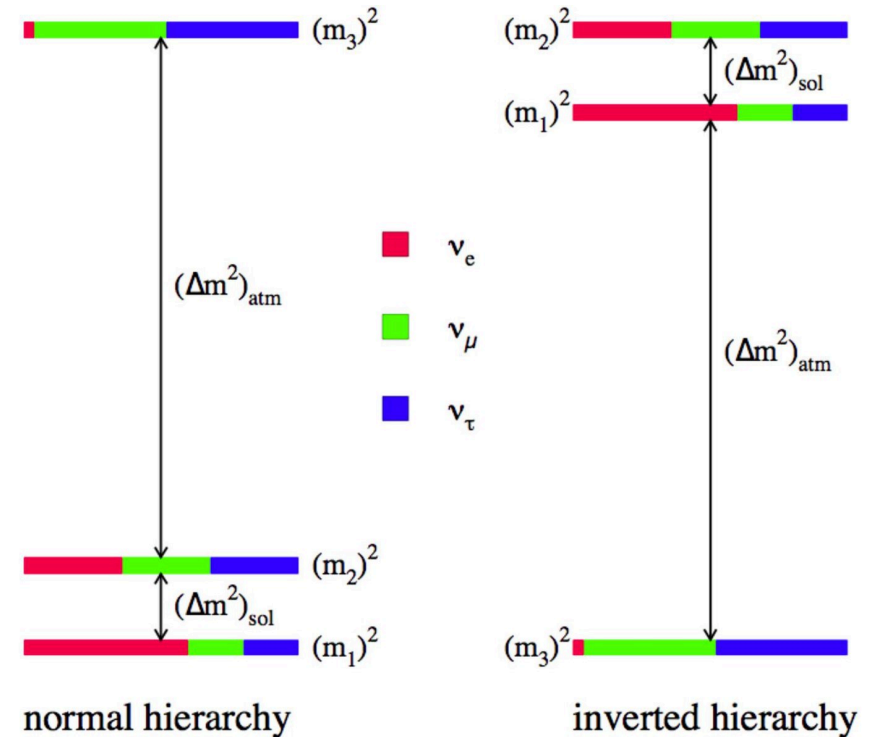 (m₃)²
(Δm²)atm
(m₂)²
(Δm²)sol
(m₁)²
normal hierarchy
νe
νμ
ντ
(m₂)²
(Δm²)sol
(m₁)²
(Δm²)atm
(m₃)²
inverted hierarchy